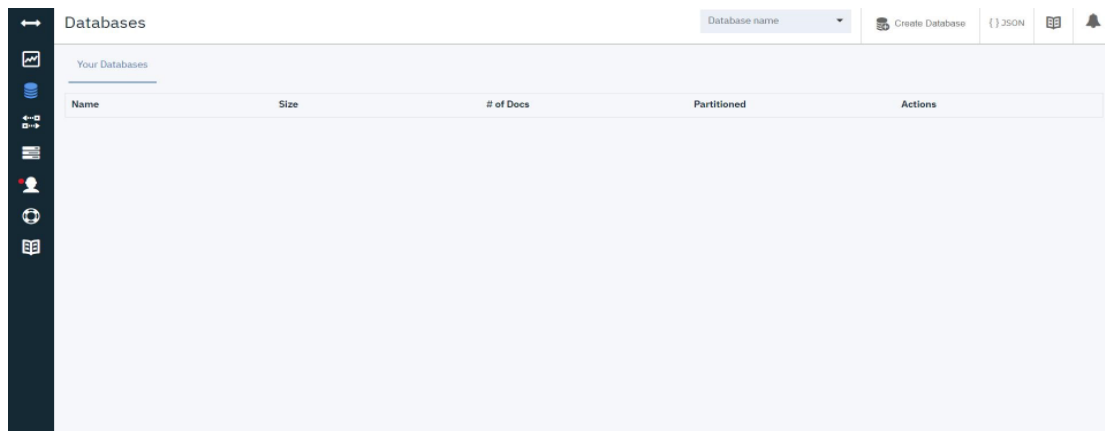 Databases
Database name
Create Database
{ } JSON
Your Databases
Name Size # of Docs Partitioned Actions